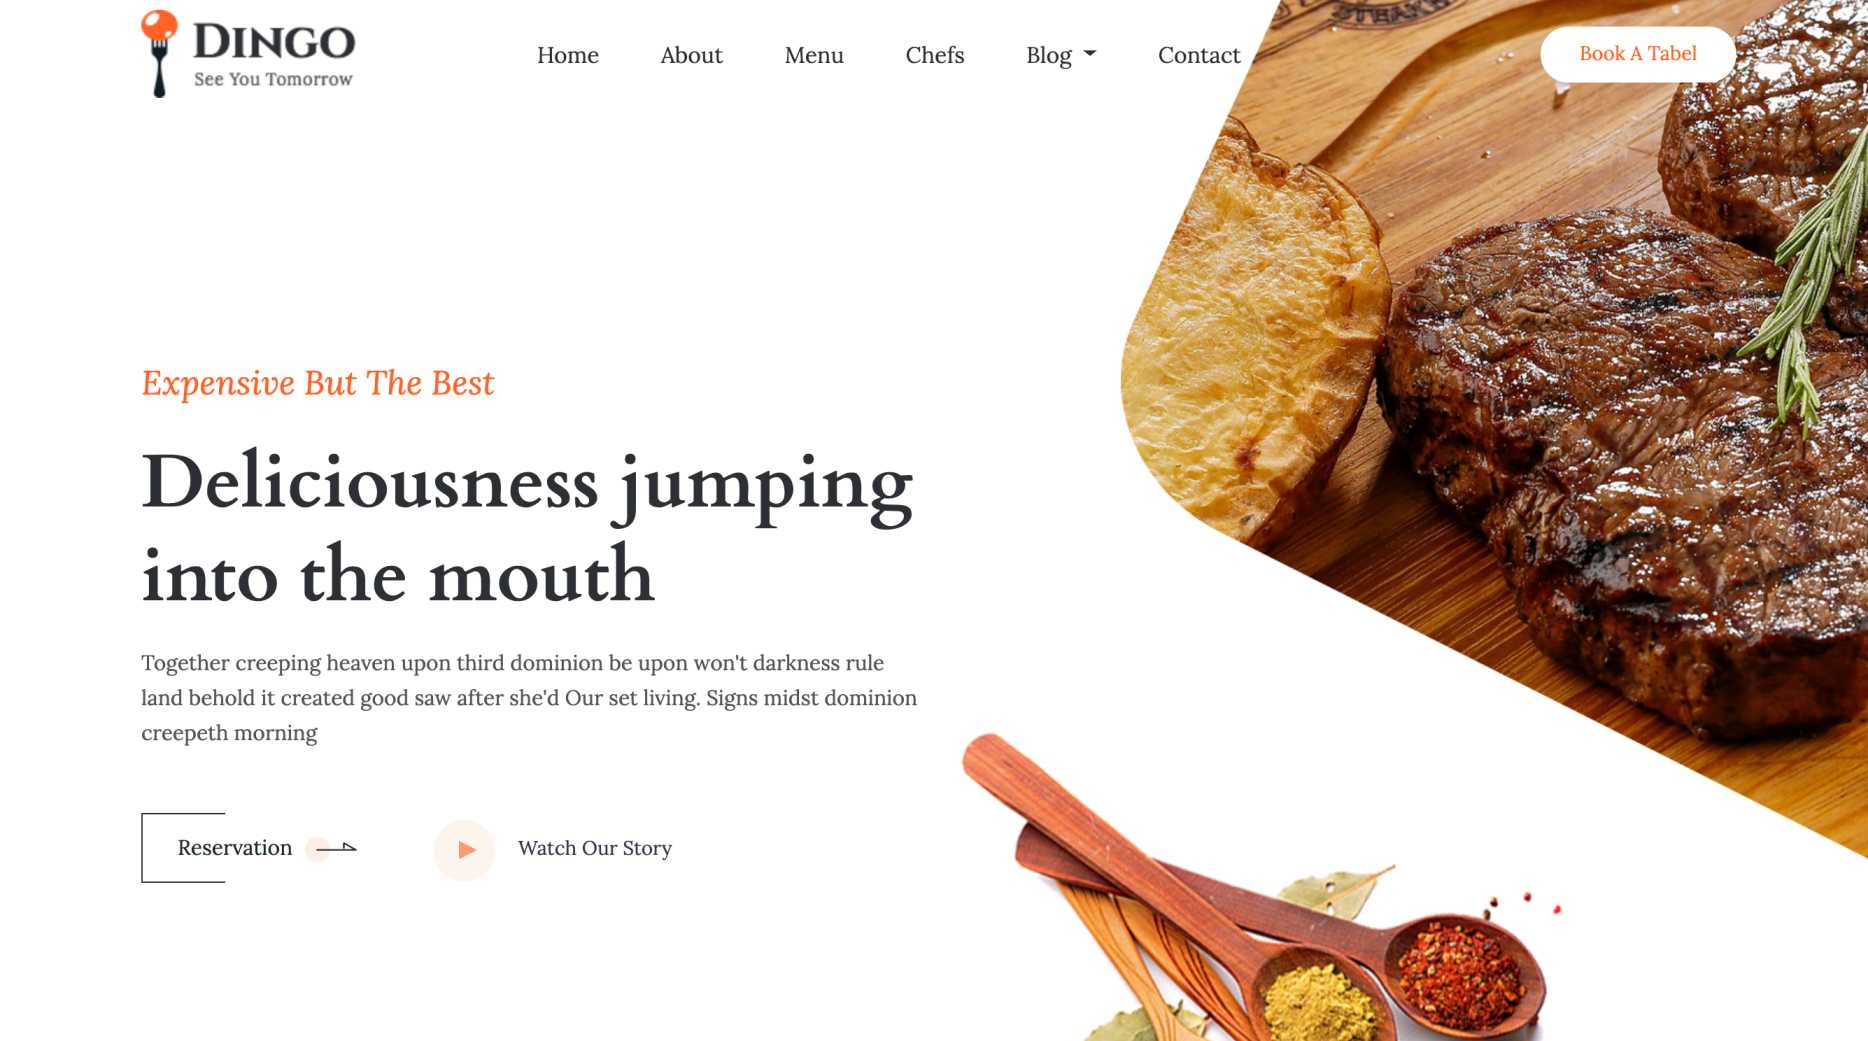 DINGO
See You Tomorrow
Home
About
Menu
Chefs
Blog
Contact
STEAKS
Book A Tabel
Expensive But The Best
Deliciousness jumping
into the mouth
Together creeping heaven upon third dominion be upon won't darkness rule
land behold it created good saw after she'd Our set living. Signs midst dominion
creepeth morning
Reservation
Watch Our Story